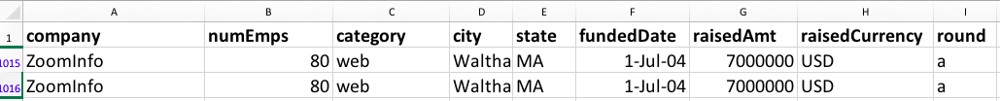 A B C D E F G H I
1 company numEmps category city state fundedDate raisedAmt raisedCurrency round
1015 ZoomInfo 80 web Waltha MA 1-Jul-04 7000000 USD a
1016 ZoomInfo 80 web Waltha MA 1-Jul-04 7000000 USD a